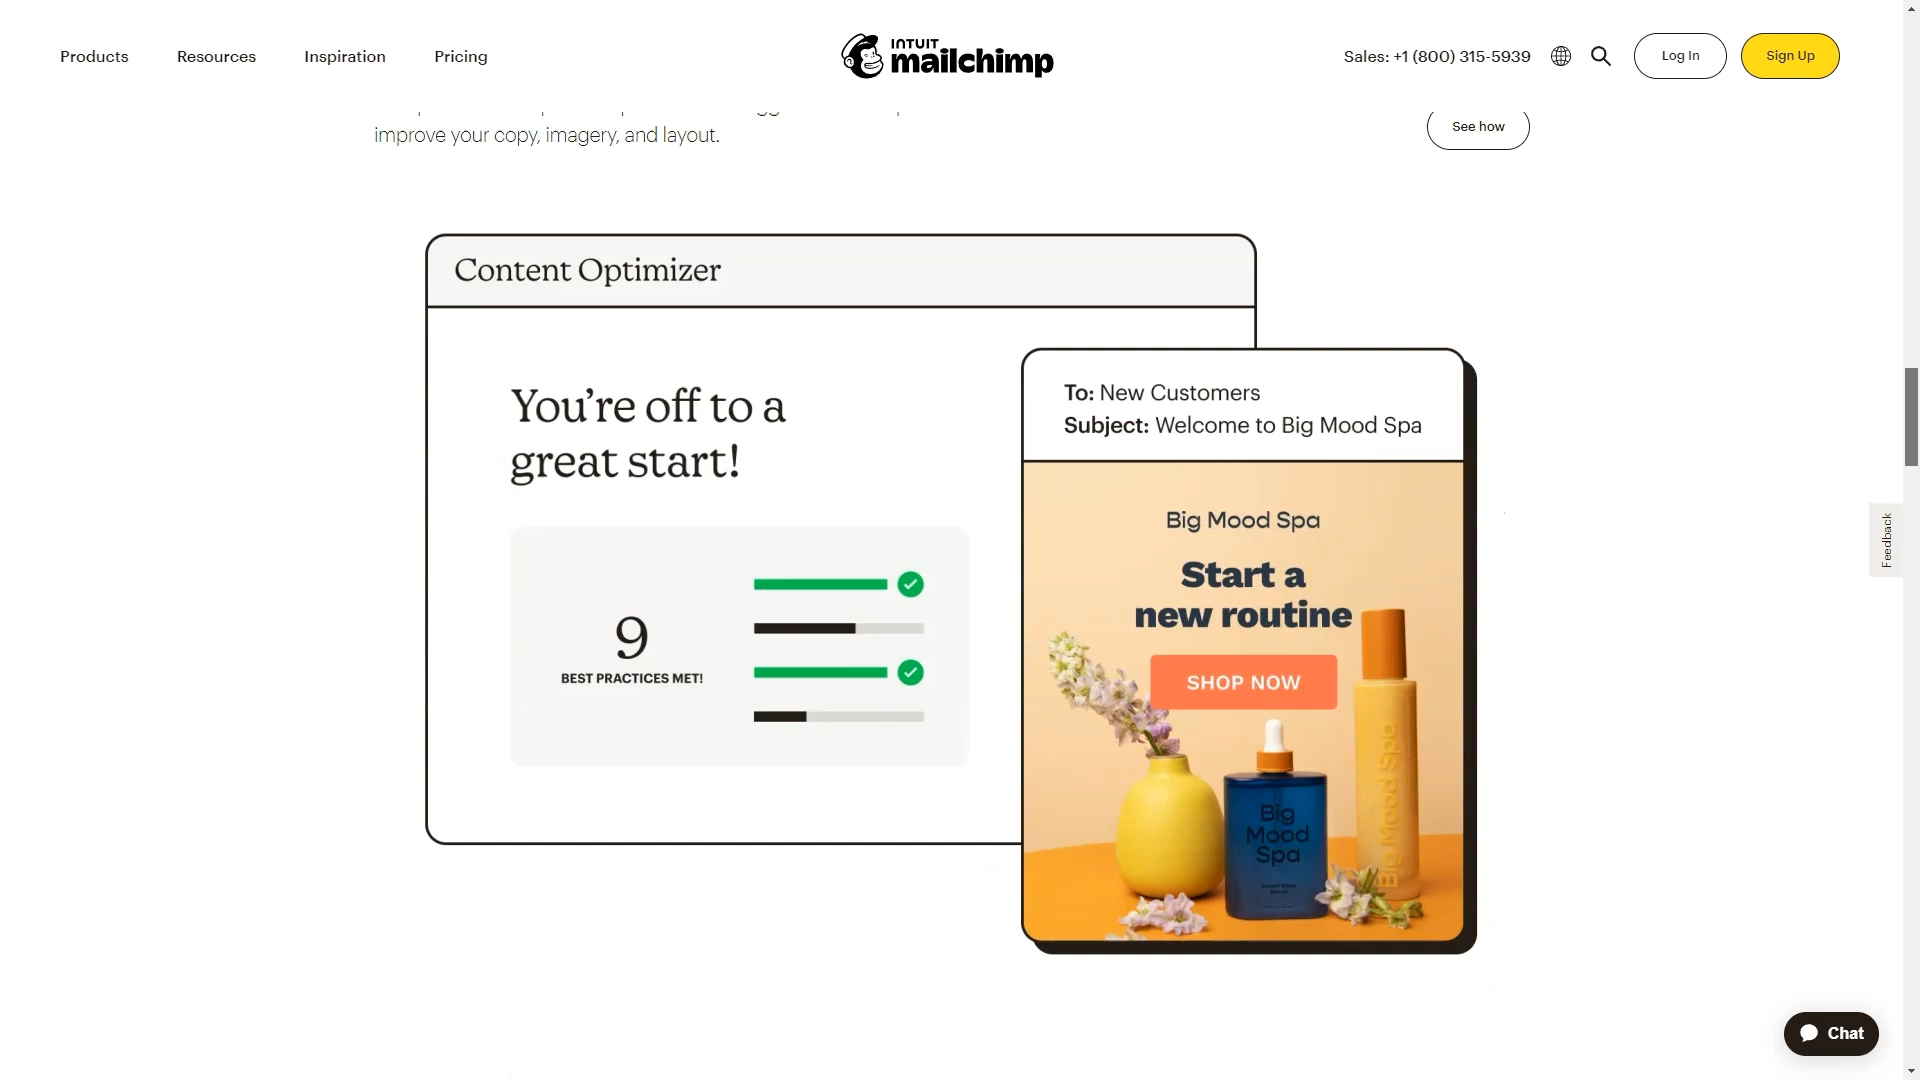 Products
Resources
Inspiration
Pricing
INTUIT
mailchimp
Sales: +1 (800) 315-5939
Log In
Sign Up
improve your copy, imagery, and layout.
See how
Content Optimizer
You’re off to a
great start!
9
BEST PRACTICES MET!
To: New Customers
Subject: Welcome to Big Mood Spa
Big Mood Spa
Start a
new routine
SHOP NOW
Big
Mood
Spa
Big Mood Spa
Feedback
Chat